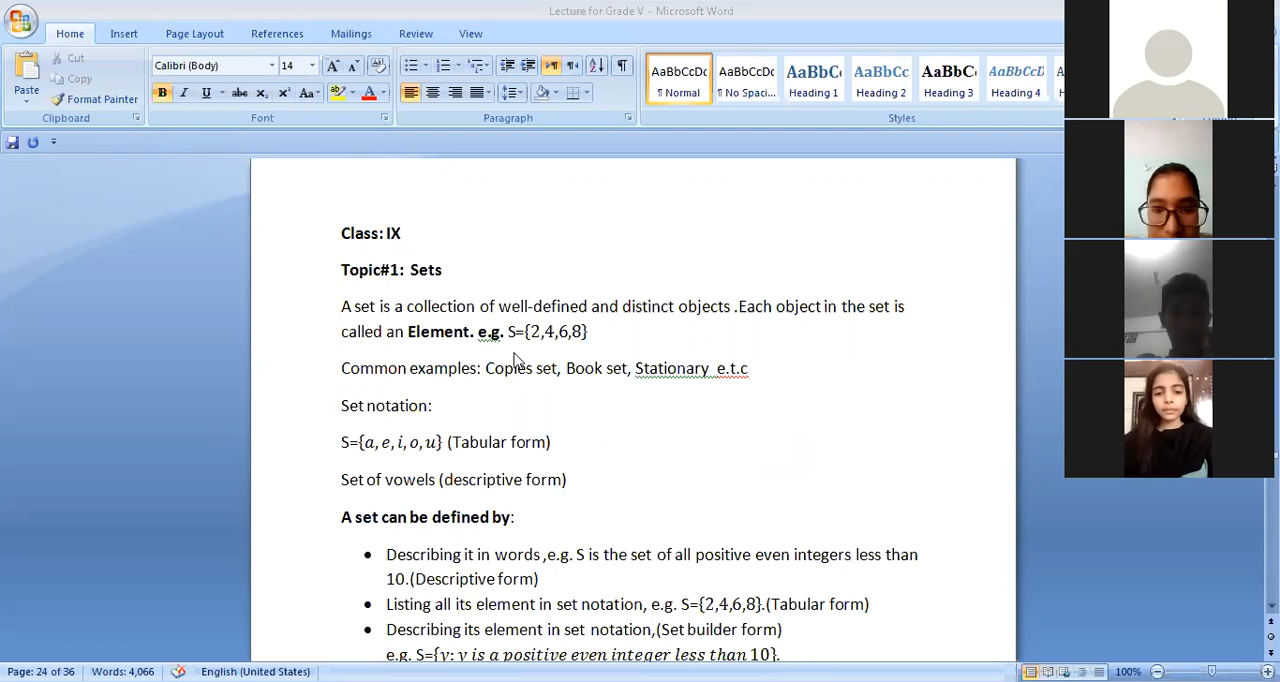 Lecture for Grade V - Microsoft Word
Home Insert Page Layout References Mailings Review View
Cut
Copy
Format Painter
Paste
Clipboard
Calibri (Body) 14
Font
Paragraph
AaBbCcDc AaBbCcDc AaBbC AaBbCc AaBbCc AaBbCcD
¶ Normal ¶ No Spaci... Heading 1 Heading 2 Heading 3 Heading 4
Styles
Class: IX
Topic#1: Sets
A set is a collection of well-defined and distinct objects .Each object in the set is
called an Element. e.g. S={2,4,6,8}
Common examples: Copies set, Book set, Stationary e.t.c
Set notation:
S={a, e, i, o, u} (Tabular form)
Set of vowels (descriptive form)
A set can be defined by:
• Describing it in words ,e.g. S is the set of all positive even integers less than
10.(Descriptive form)
• Listing all its element in set notation, e.g. S={2,4,6,8}.(Tabular form)
• Describing its element in set notation,(Set builder form)
e.g. S={y: y is a positive even integer less than 10}.
Page: 24 of 36 Words: 4,066 English (United States) 100%